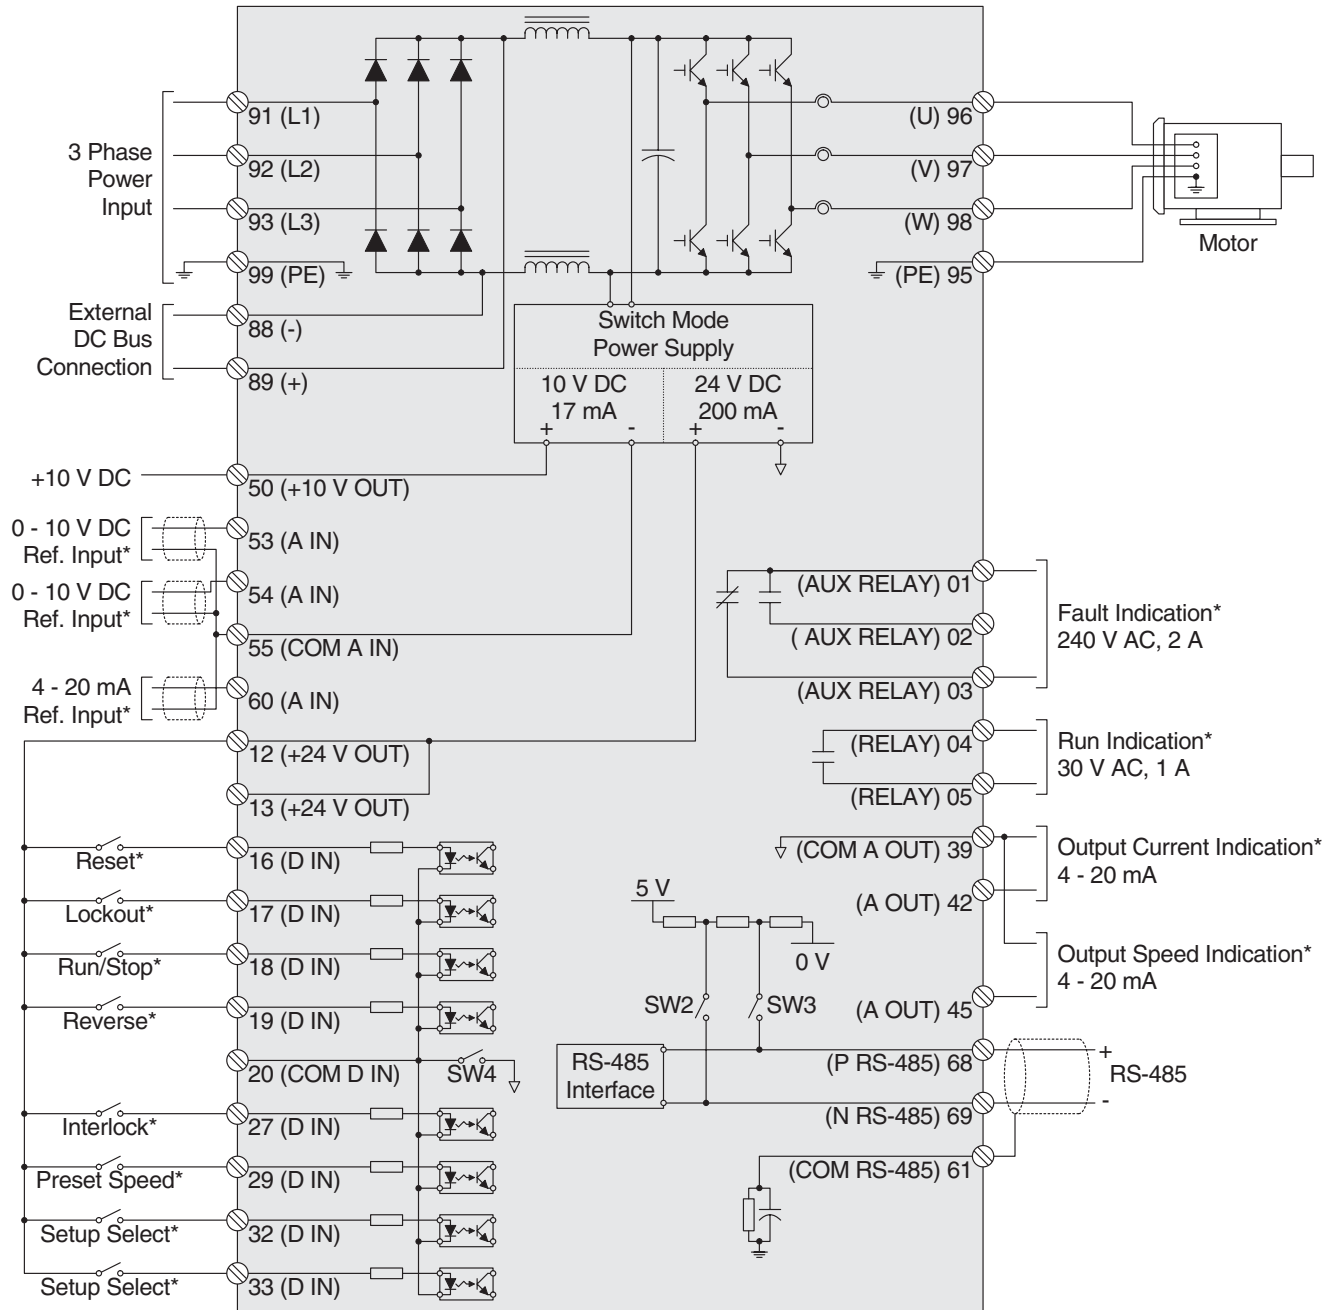 3 Phase
Power
Input
91 (L1)
92 (L2)
93 (L3)
99 (PE)
(U) 96
(V) 97
(W) 98
(PE) 95
Motor
External
DC Bus
Connection
88 (-)
89 (+)
Switch Mode
Power Supply
10 V DC
17 mA
+ -
24 V DC
200 mA
+ -
+10 V DC
50 (+10 V OUT)
0 - 10 V DC
Ref. Input*
53 (A IN)
0 - 10 V DC
Ref. Input*
54 (A IN)
55 (COM A IN)
4 - 20 mA
Ref. Input*
60 (A IN)
12 (+24 V OUT)
13 (+24 V OUT)
Reset*
16 (D IN)
Lockout*
17 (D IN)
Run/Stop*
18 (D IN)
Reverse*
19 (D IN)
20 (COM D IN)
SW4
Interlock*
27 (D IN)
Preset Speed*
29 (D IN)
Setup Select*
32 (D IN)
Setup Select*
33 (D IN)
(AUX RELAY) 01
( AUX RELAY) 02
(AUX RELAY) 03
Fault Indication*
240 V AC, 2 A
(RELAY) 04
(RELAY) 05
Run Indication*
30 V AC, 1 A
(COM A OUT) 39
(A OUT) 42
Output Current Indication*
4 - 20 mA
(A OUT) 45
Output Speed Indication*
4 - 20 mA
5 V
0 V
SW2
SW3
RS-485
Interface
(P RS-485) 68
(N RS-485) 69
(COM RS-485) 61
+
RS-485
-